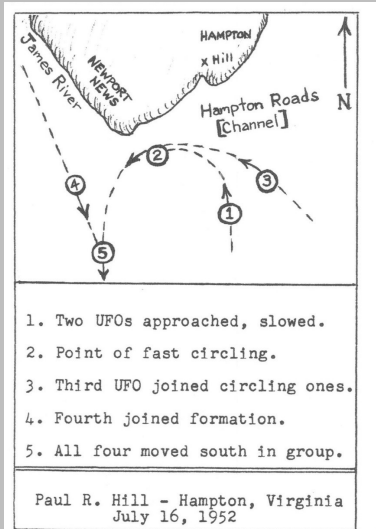 HAMPTON
x Hill
James River
NEWPORT
NEWS
Hampton Roads
[Channel]
N
2
3
4
1
5
1. Two UFOs approached, slowed.
2. Point of fast circling.
3. Third UFO joined circling ones.
4. Fourth joined formation.
5. All four moved south in group.
Paul R. Hill - Hampton, Virginia
July 16, 1952